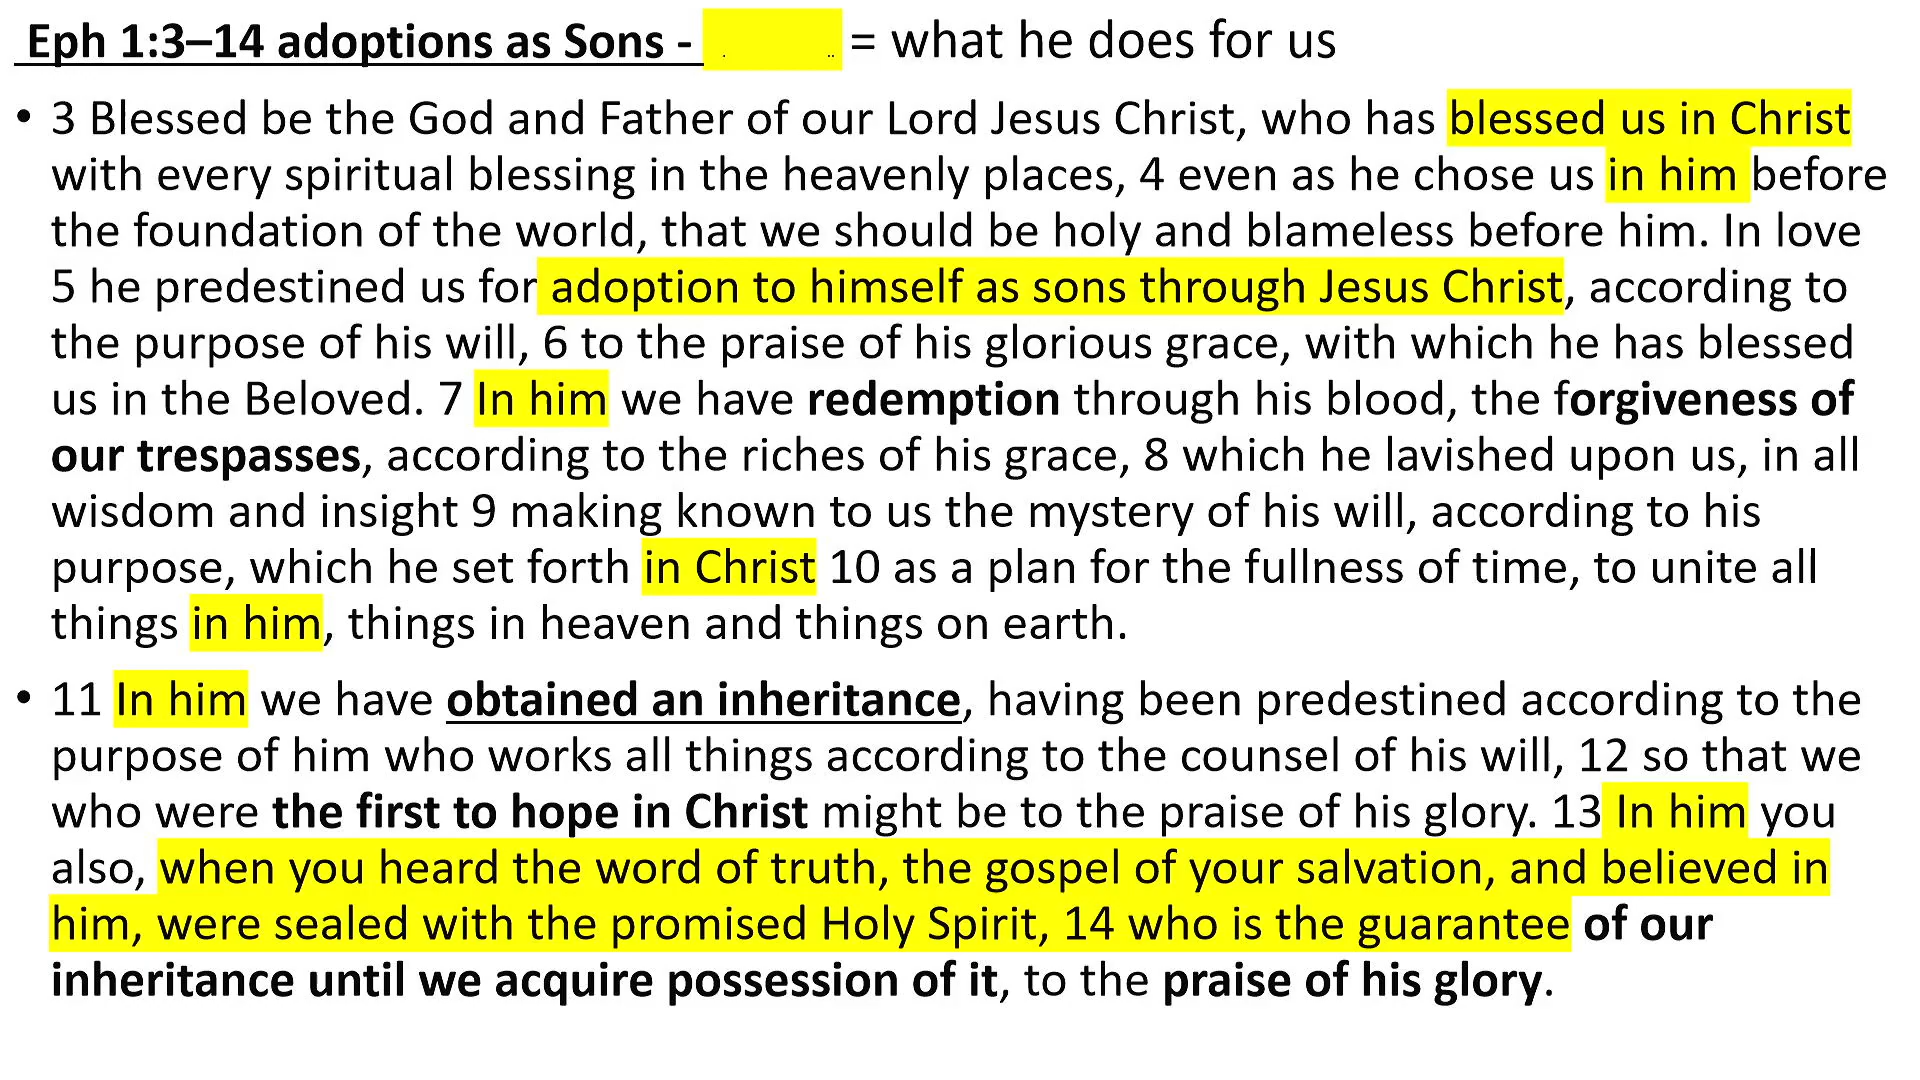 Eph 1:3–14 adoptions as Sons - = what he does for us
• 3 Blessed be the God and Father of our Lord Jesus Christ, who has blessed us in Christ
with every spiritual blessing in the heavenly places, 4 even as he chose us in him before
the foundation of the world, that we should be holy and blameless before him. In love
5 he predestined us for adoption to himself as sons through Jesus Christ, according to
the purpose of his will, 6 to the praise of his glorious grace, with which he has blessed
us in the Beloved. 7 In him we have redemption through his blood, the forgiveness of
our trespasses, according to the riches of his grace, 8 which he lavished upon us, in all
wisdom and insight 9 making known to us the mystery of his will, according to his
purpose, which he set forth in Christ 10 as a plan for the fullness of time, to unite all
things in him, things in heaven and things on earth.
• 11 In him we have obtained an inheritance, having been predestined according to the
purpose of him who works all things according to the counsel of his will, 12 so that we
who were the first to hope in Christ might be to the praise of his glory. 13 In him you
also, when you heard the word of truth, the gospel of your salvation, and believed in
him, were sealed with the promised Holy Spirit, 14 who is the guarantee of our
inheritance until we acquire possession of it, to the praise of his glory.